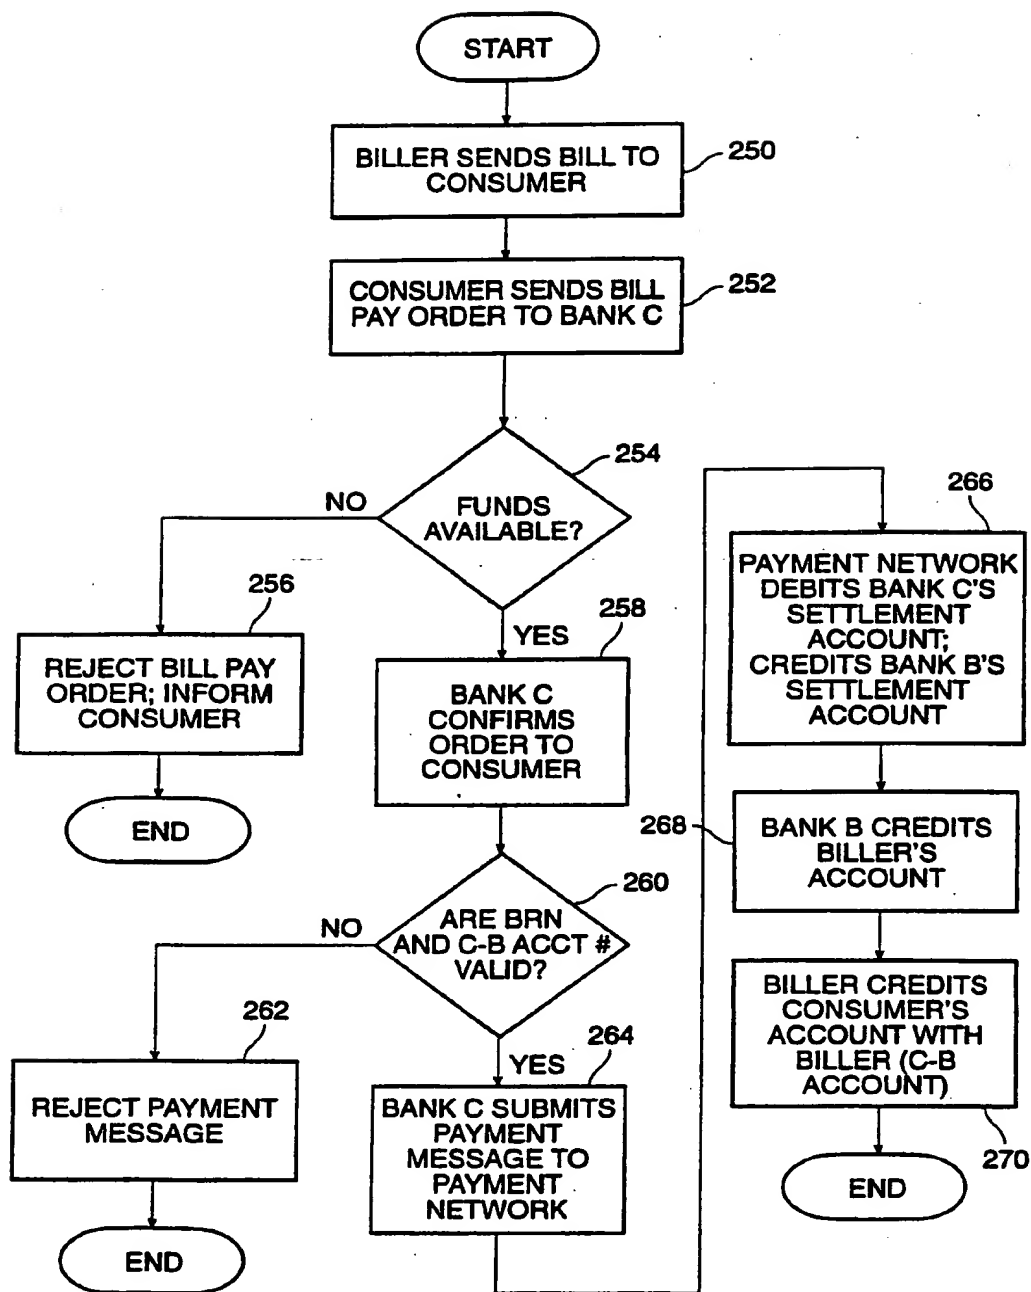 START
BILLER SENDS BILL TO
CONSUMER
250
CONSUMER SENDS BILL
PAY ORDER TO BANK C
252
FUNDS
AVAILABLE?
254
NO
YES
REJECT BILL PAY
ORDER; INFORM
CONSUMER
256
END
BANK C
CONFIRMS
ORDER TO
CONSUMER
258
ARE BRN
AND C-B ACCT #
VALID?
260
NO
YES
REJECT PAYMENT
MESSAGE
262
END
BANK C SUBMITS
PAYMENT
MESSAGE TO
PAYMENT
NETWORK
264
PAYMENT NETWORK
DEBITS BANK C'S
SETTLEMENT
ACCOUNT;
CREDITS BANK B'S
SETTLEMENT
ACCOUNT
266
BANK B CREDITS
BILLER'S
ACCOUNT
268
BILLER CREDITS
CONSUMER'S
ACCOUNT WITH
BILLER (C-B
ACCOUNT)
270
END